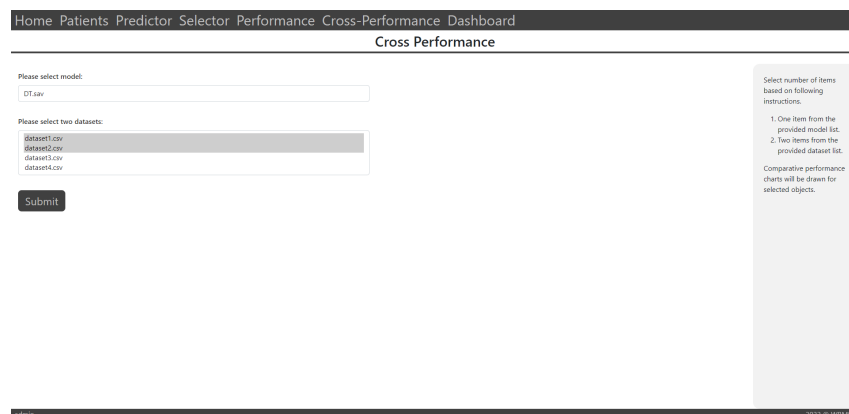 Home Patients Predictor Selector Performance Cross-Performance Dashboard
Cross Performance
Please select model:
DT.sav
Please select two datasets:
dataset1.csv
dataset2.csv
dataset3.csv
dataset4.csv
Submit
Select number of items
based on following
instructions.
1. One item from the
provided model list.
2. Two items from the
provided dataset list.
Comparative performance
charts will be drawn for
selected objects.